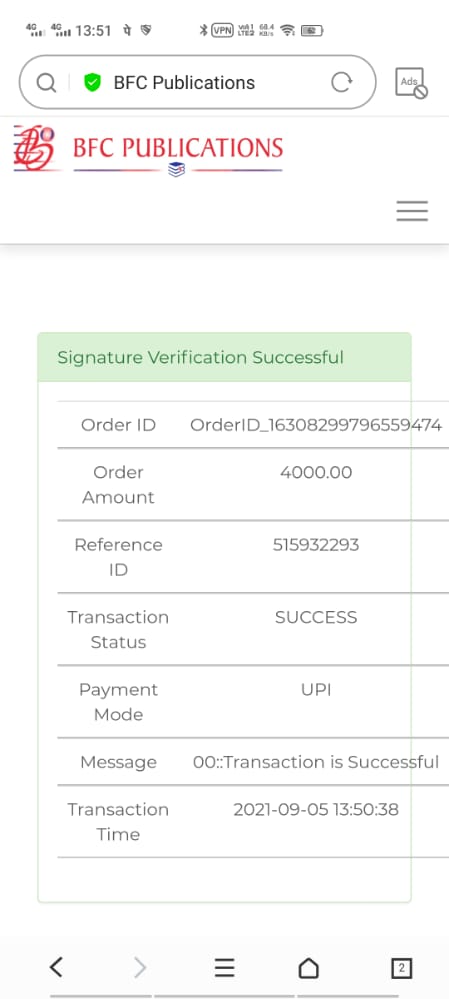 4G 4G 13:51 पे VPN VoA1 LTE2 68.4 KB/s 62
BFC Publications
Ads
BFC PUBLICATIONS
Signature Verification Successful
Order ID OrderID_16308299796559474
Order
Amount
4000.00
Reference
ID
515932293
Transaction
Status
SUCCESS
Payment
Mode
UPI
Message 00::Transaction is Successful
Transaction
Time
2021-09-05 13:50:38
2